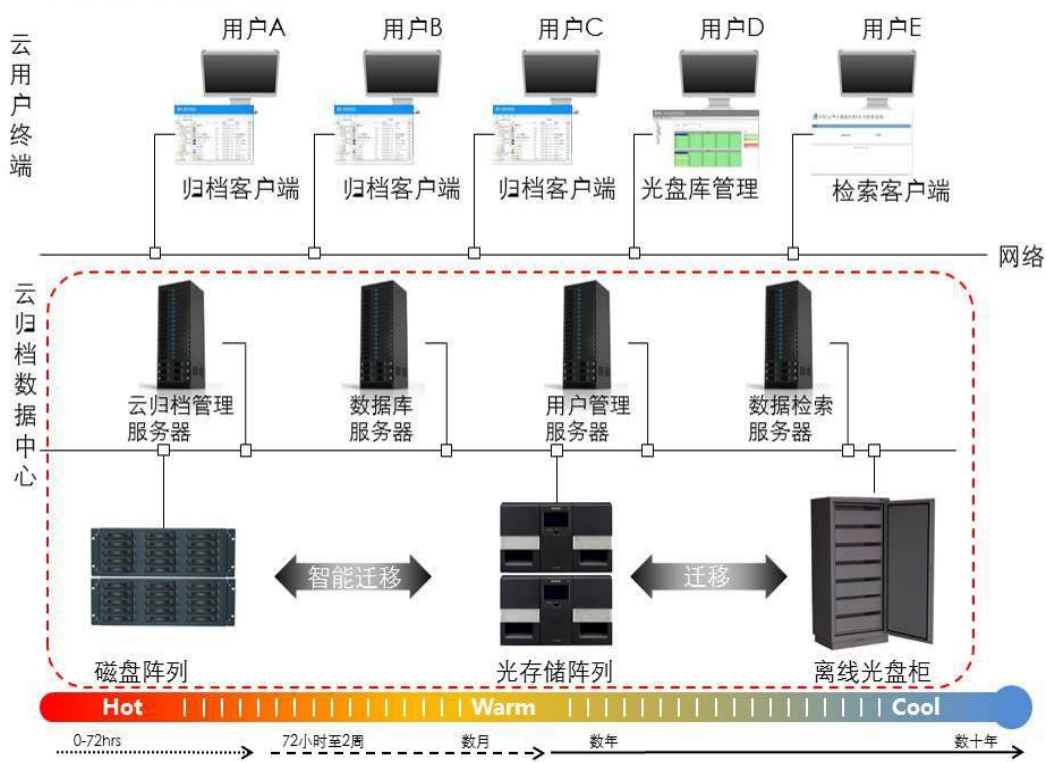 云用户终端
用户A
用户B
用户C
用户D
用户E
归档客户端
归档客户端
归档客户端
光盘库管理
检索客户端
网络
云归档数据中心
云归档管理
服务器
数据库
服务器
用户管理
服务器
数据检索
服务器
智能迁移
迁移
磁盘阵列
光存储阵列
离线光盘柜
Hot
Warm
Cool
0-72hrs
72小时至2周
数月
数年
数十年